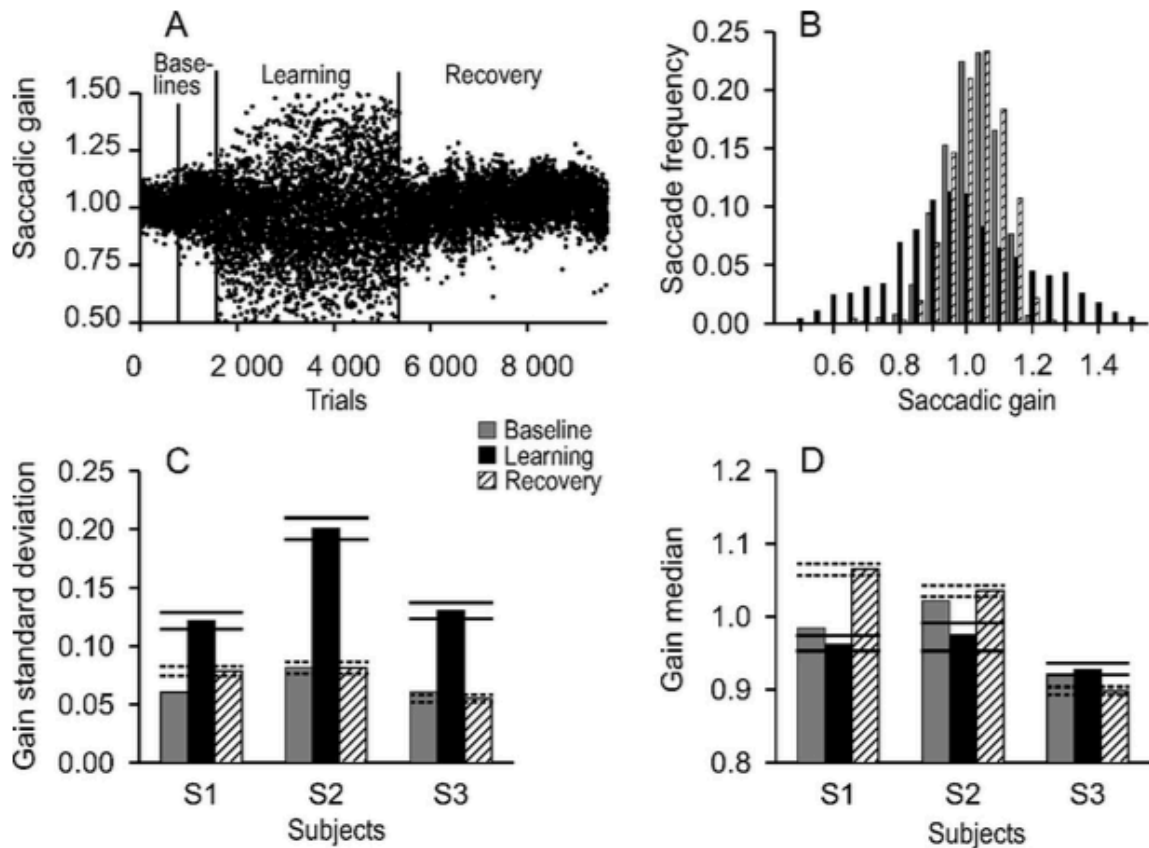 A
Base-
lines
Learning
Recovery
Saccadic gain
1.50
1.25
1.00
0.75
0.50
0
2 000
4 000
6 000
8 000
Trials
B
Saccade frequency
0.25
0.20
0.15
0.10
0.05
0.00
0.6
0.8
1.0
1.2
1.4
Saccadic gain
Baseline
Learning
Recovery
C
Gain standard deviation
0.25
0.20
0.15
0.10
0.05
0.00
S1
S2
S3
Subjects
D
Gain median
1.2
1.1
1.0
0.9
0.8
S1
S2
S3
Subjects